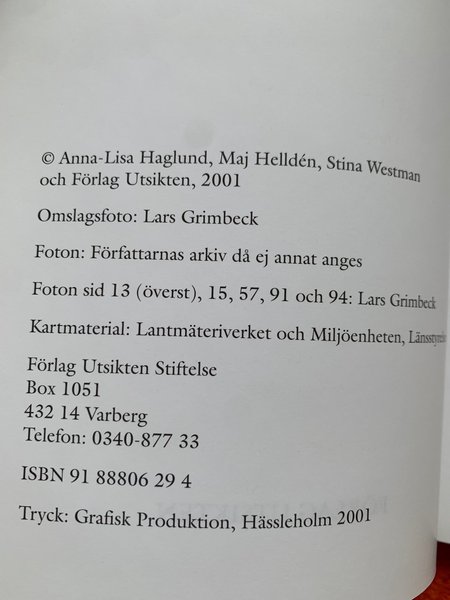 © Anna-Lisa Haglund, Maj Helldén, Stina Westman
och Förlag Utsikten, 2001
Omslagsfoto: Lars Grimbeck
Foton: Författarnas arkiv då ej annat anges
Foton sid 13 (överst), 15, 57, 91 och 94: Lars Grimbeck
Kartmaterial: Lantmäteriverket och Miljöenheten,
Förlag Utsikten Stiftelse
Box 1051
432 14 Varberg
Telefon: 0340-877 33
ISBN 91 88806 29 4
Tryck: Grafisk Produktion, Hässleholm 2001